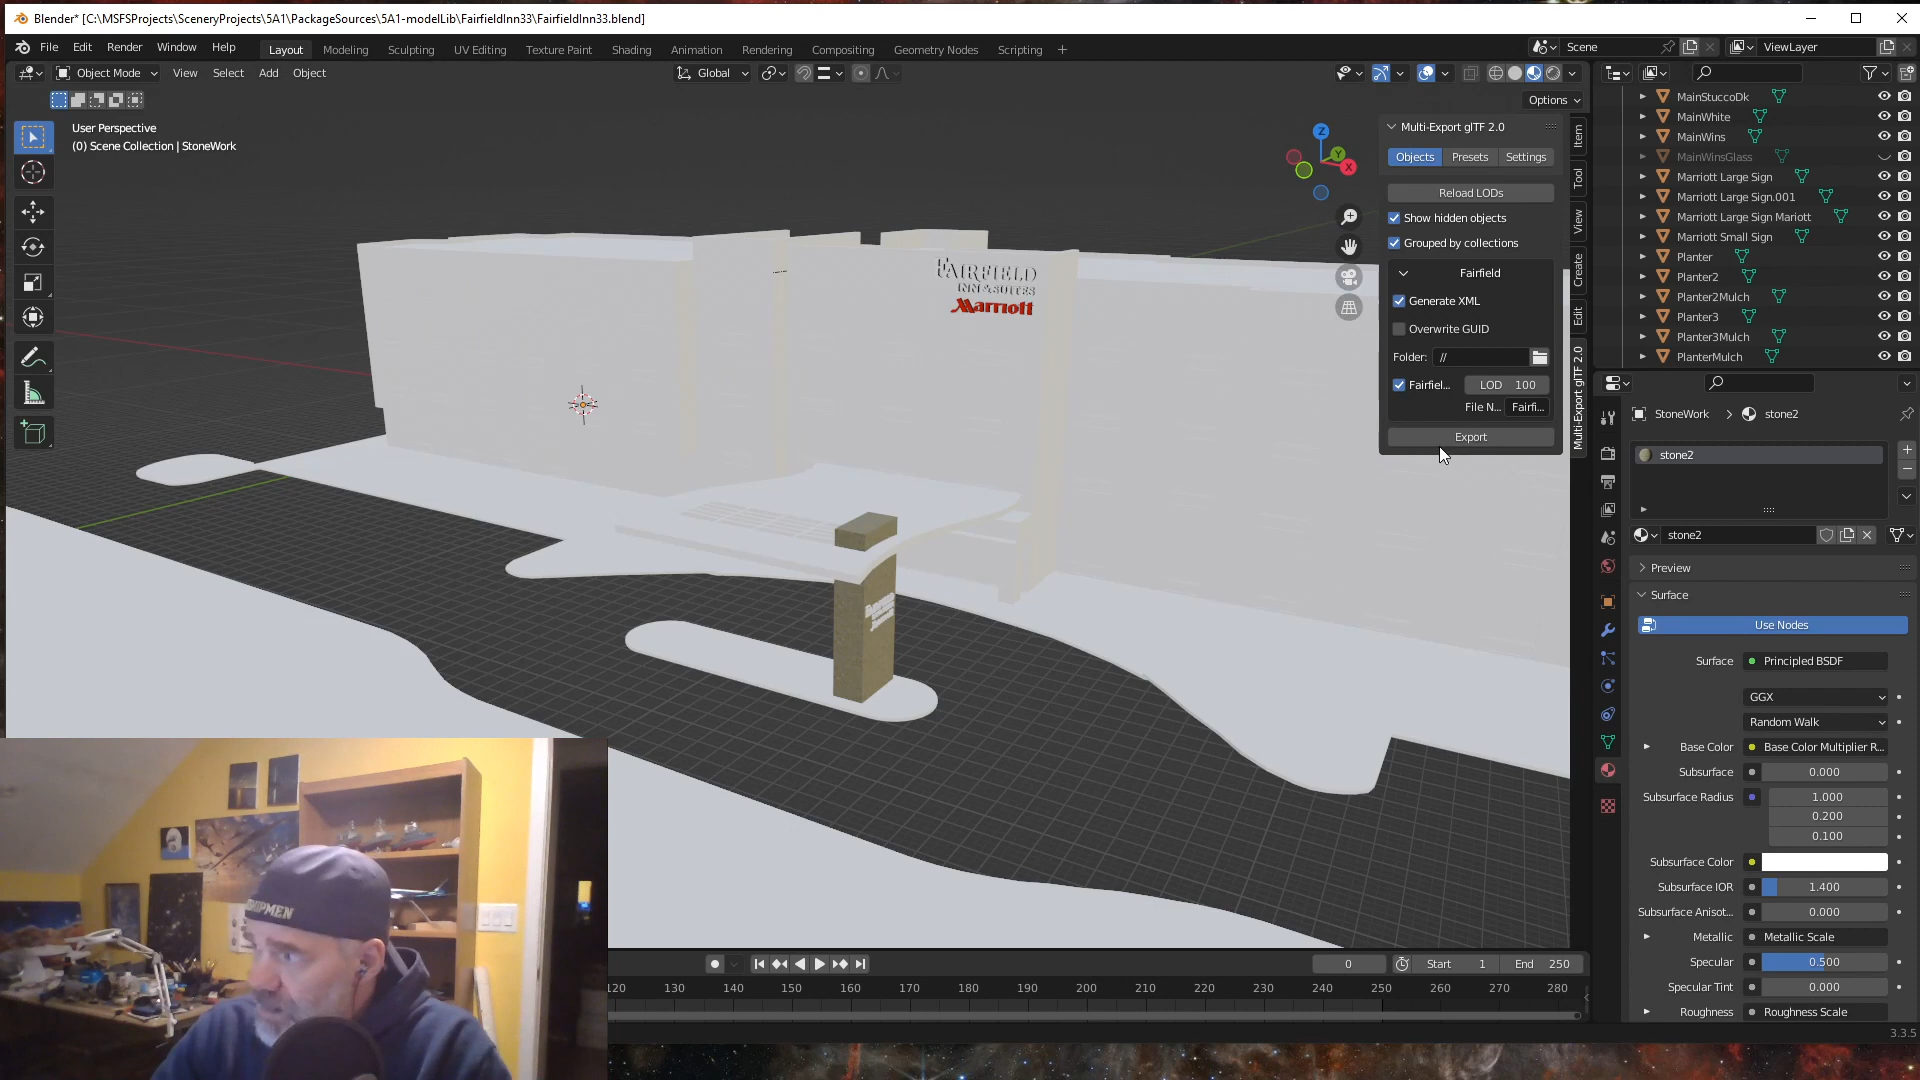 Blender* [C:\MSFSProjects\SceneryProjects\5A1\PackageSources\5A1-modelLib\FairfieldInn33\FairfieldInn33.blend]
File Edit Render Window Help
Layout Modeling Sculpting UV Editing Texture Paint Shading Animation Rendering Compositing Geometry Nodes Scripting +
Scene
ViewLayer
Object Mode View Select Add Object
Global
Options
User Perspective
(0) Scene Collection | StoneWork
Z
Y
X
FAIRFIELD
INN & SUITES
Marriott
Multi-Export glTF 2.0
Objects Presets Settings
Reload LODs
Show hidden objects
Grouped by collections
Fairfield
Generate XML
Overwrite GUID
Folder: //
Fairfiel... LOD 100
File N... Fairfi...
Export
Item
Tool
View
Create
Edit
Multi-Export glTF 2.0
MainStuccoDk
MainWhite
MainWins
MainWinsGlass
Marriott Large Sign
Marriott Large Sign.001
Marriott Large Sign Mariott
Marriott Small Sign
Planter
Planter2
Planter2Mulch
Planter3
Planter3Mulch
PlanterMulch
StoneWork > stone2
stone2
stone2
Preview
Surface
Use Nodes
Surface Principled BSDF
GGX
Random Walk
Base Color Base Color Multiplier R...
Subsurface 0.000
Subsurface Radius 1.000
0.200
0.100
Subsurface Color
Subsurface IOR 1.400
Subsurface Anisot... 0.000
Metallic Metallic Scale
Specular 0.500
Specular Tint 0.000
Roughness Roughness Scale
0 Start 1 End 250
120 130 140 150 160 170 180 190 200 210 220 230 240 250 260 270 280
3.3.5